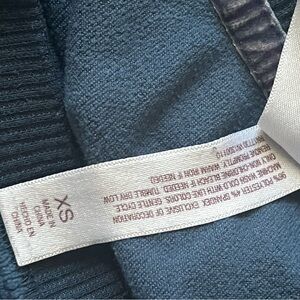 XS
MADE IN
CHINA
HECHO EN
CHINA
96% POLYESTER 4% SPANDEX EXCLUSIVE OF DECORATION
MACHINE WASH COLD WITH LIKE COLORS, GENTLE CYCLE
ONLY NON-CHLORINE BLEACH IF NEEDED. TUMBLE DRY LOW
REMOVE PROMPTLY. WARM IRON IF NEEDED.